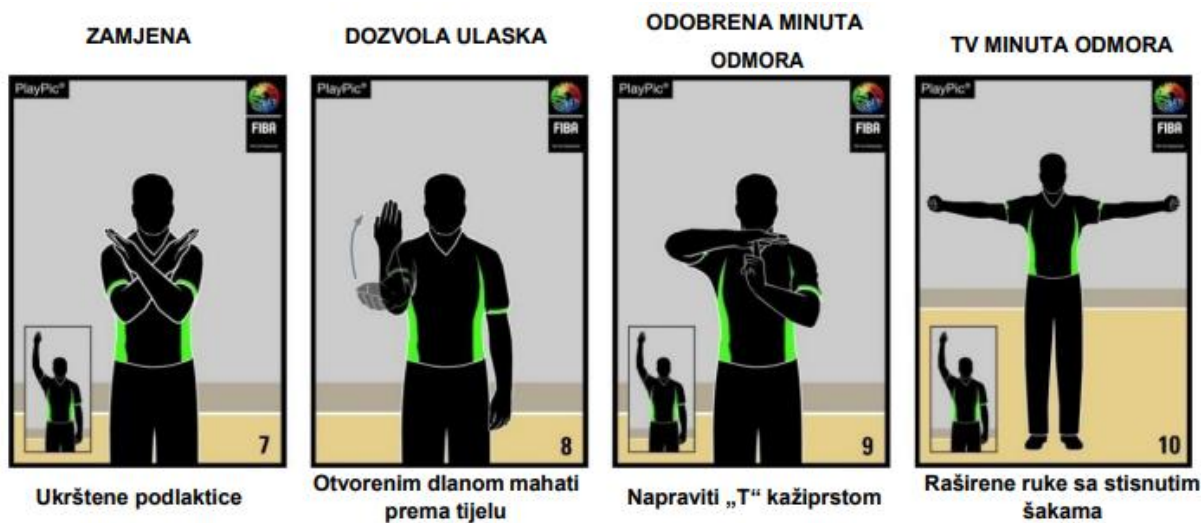 ZAMJENA
DOZVOLA ULASKA
ODOBRENA MINUTA
ODMORA
TV MINUTA ODMORA
PlayPic®
FIBA
7
PlayPic®
FIBA
8
PlayPic®
FIBA
9
PlayPic®
FIBA
10
Ukrštene podlaktice
Otvorenim dlanom mahati
prema tijelu
Napraviti „T“ kažiprstom
Raširene ruke sa stisnutim
šakama